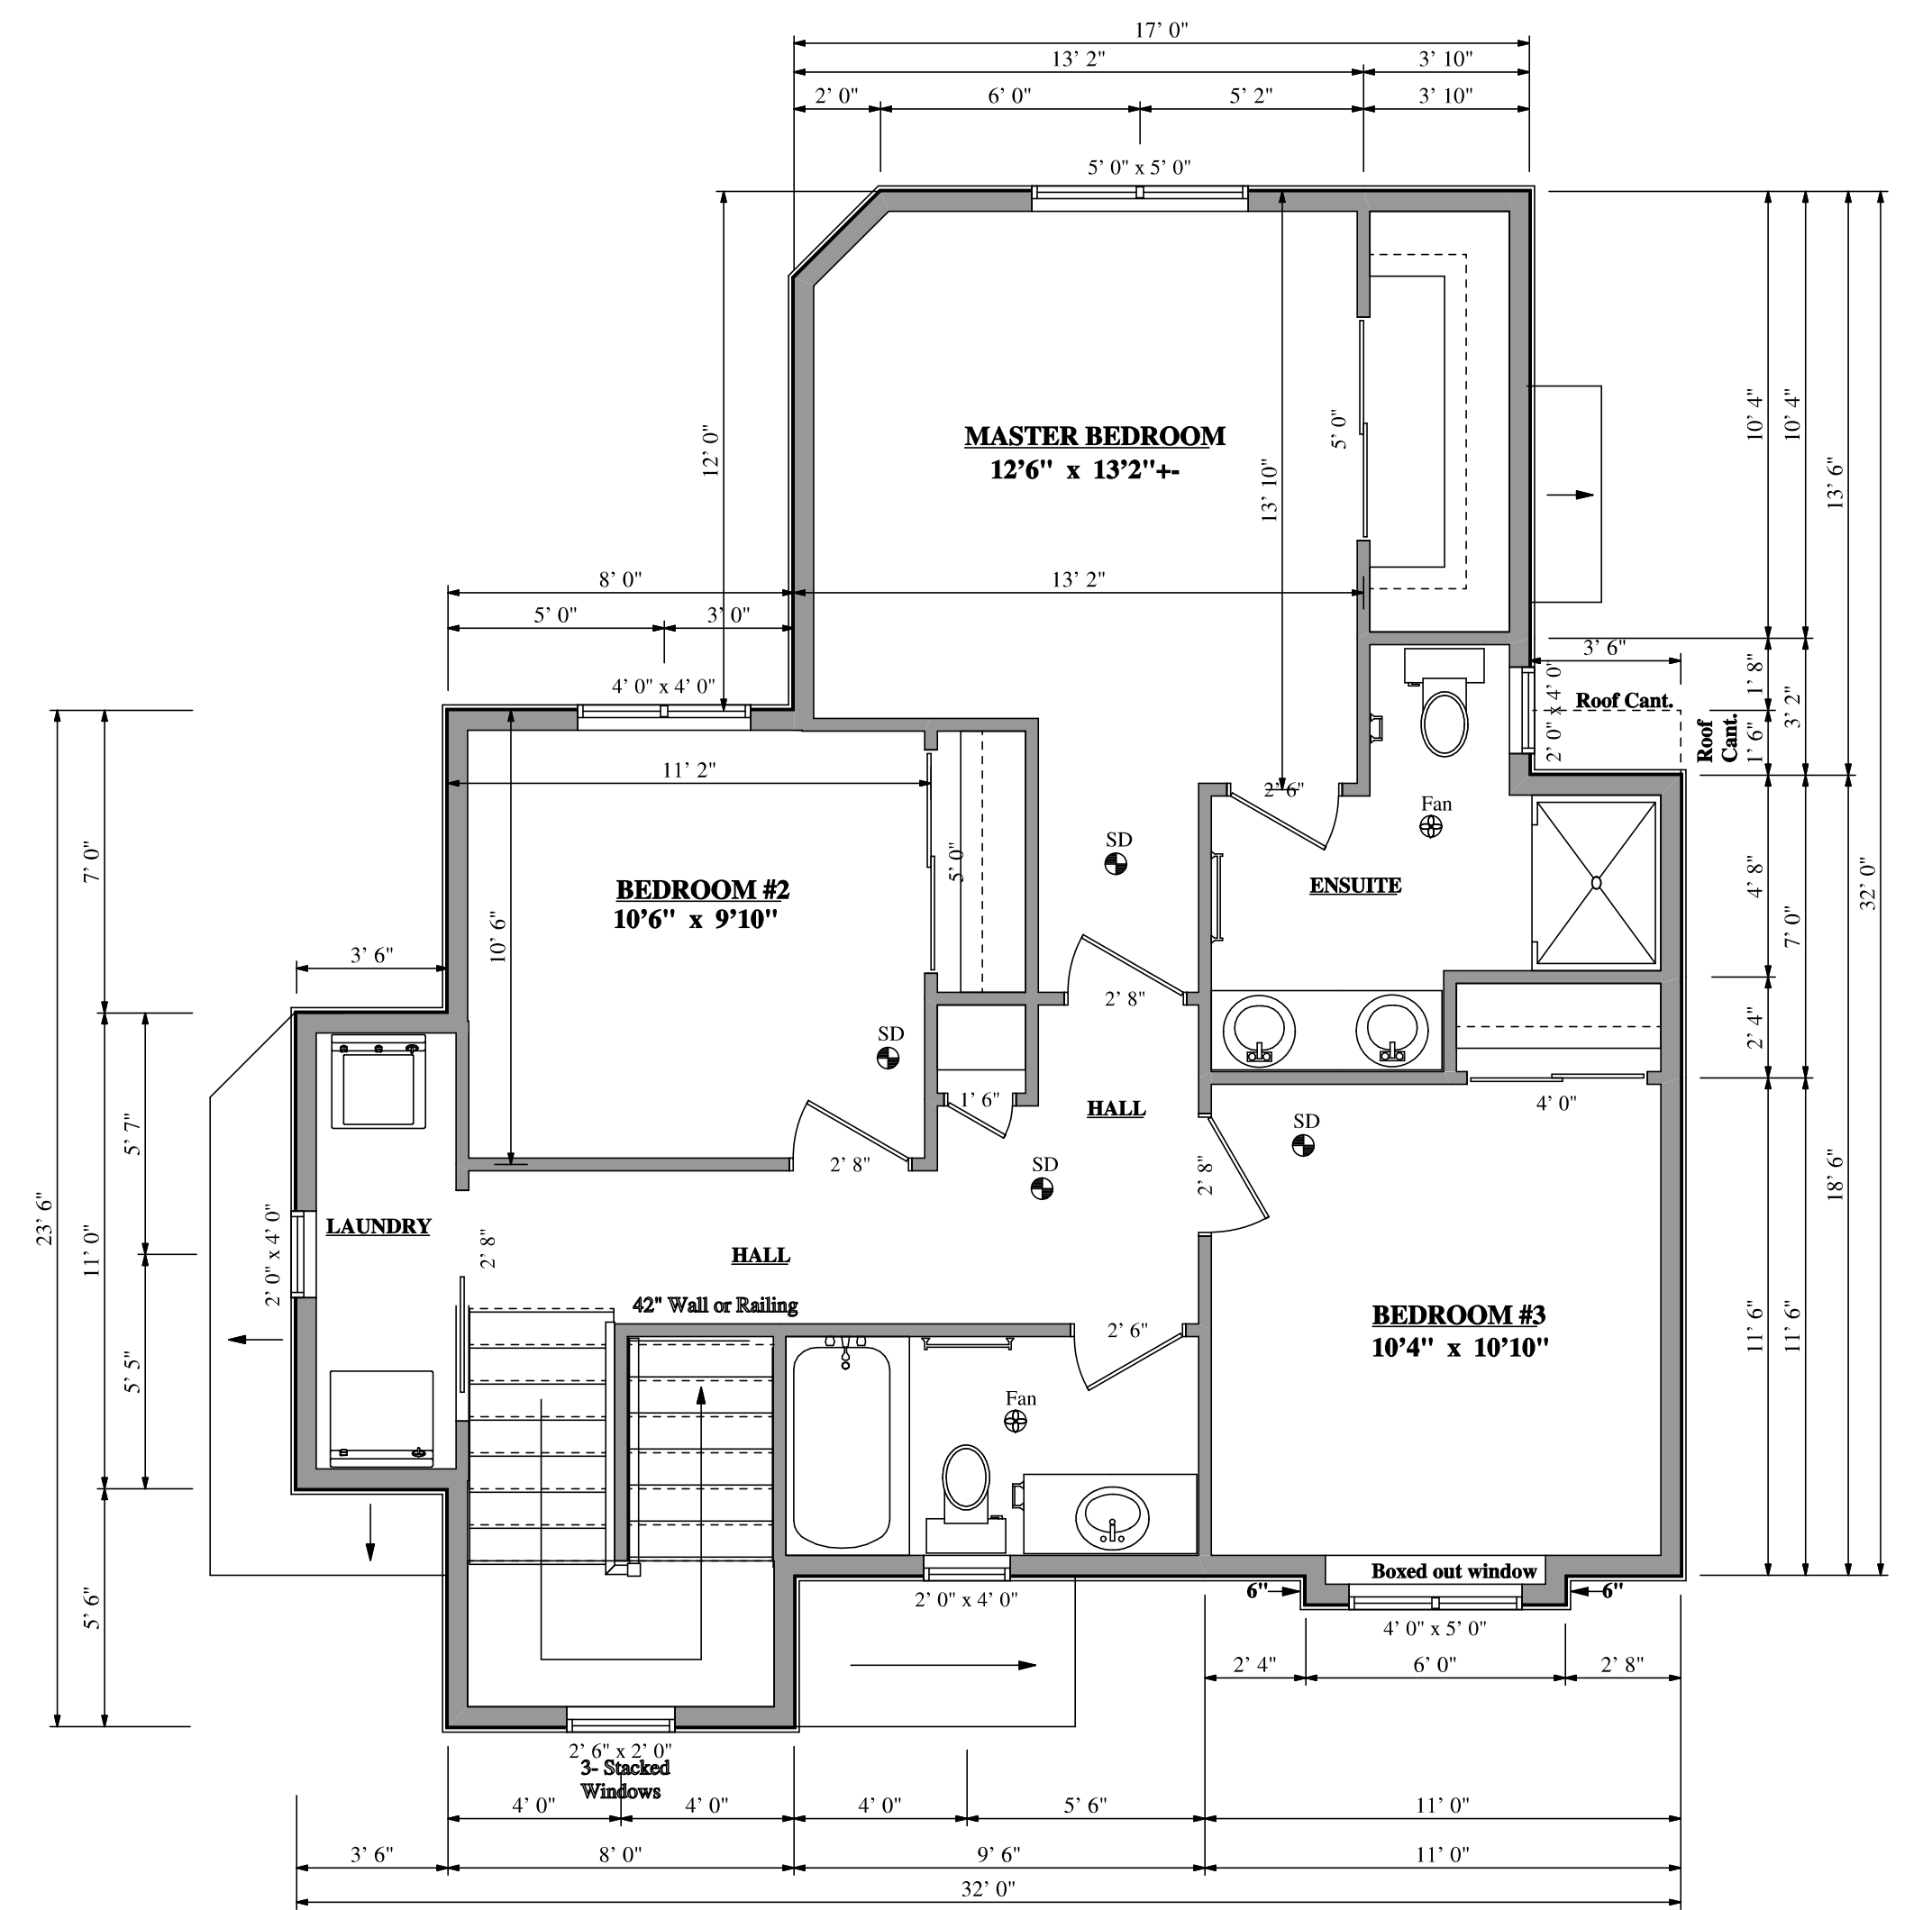 17' 0"
13' 2" 3' 10"
2' 0" 6' 0" 5' 2" 3' 10"
5' 0" x 5' 0"
12' 0"
MASTER BEDROOM
12'6" x 13'2"+-
13' 10"
5' 0"
10' 4"
10' 4"
13' 6"
8' 0" 13' 2"
5' 0" 3' 0"
4' 0" x 4' 0"
3' 6"
2' 0" x 4' 0"
Roof Cant.
Roof
Cant.
1' 8"
1' 6"
3' 2"
11' 2"
2' 6"
Fan
SD
ENSUITE
5' 0"
BEDROOM #2
10'6" x 9'10"
10' 6"
7' 0"
4' 8"
7' 0"
32' 0"
3' 6"
2' 8"
SD
2' 4"
1' 6"
HALL
4' 0"
SD
5' 7"
2' 8"
SD
2' 8"
18' 6"
23' 6"
11' 0"
2' 0" x 4' 0"
LAUNDRY
2' 8"
HALL
42" Wall or Railing
2' 6"
BEDROOM #3
10'4" x 10'10"
11' 6"
11' 6"
5' 5"
Fan
Boxed out window
6" 6"
5' 6"
2' 0" x 4' 0"
4' 0" x 5' 0"
2' 4" 6' 0" 2' 8"
2' 6" x 2' 0"
3- Stacked
Windows
4' 0" 4' 0" 4' 0" 5' 6" 11' 0"
3' 6" 8' 0" 9' 6" 11' 0"
32' 0"